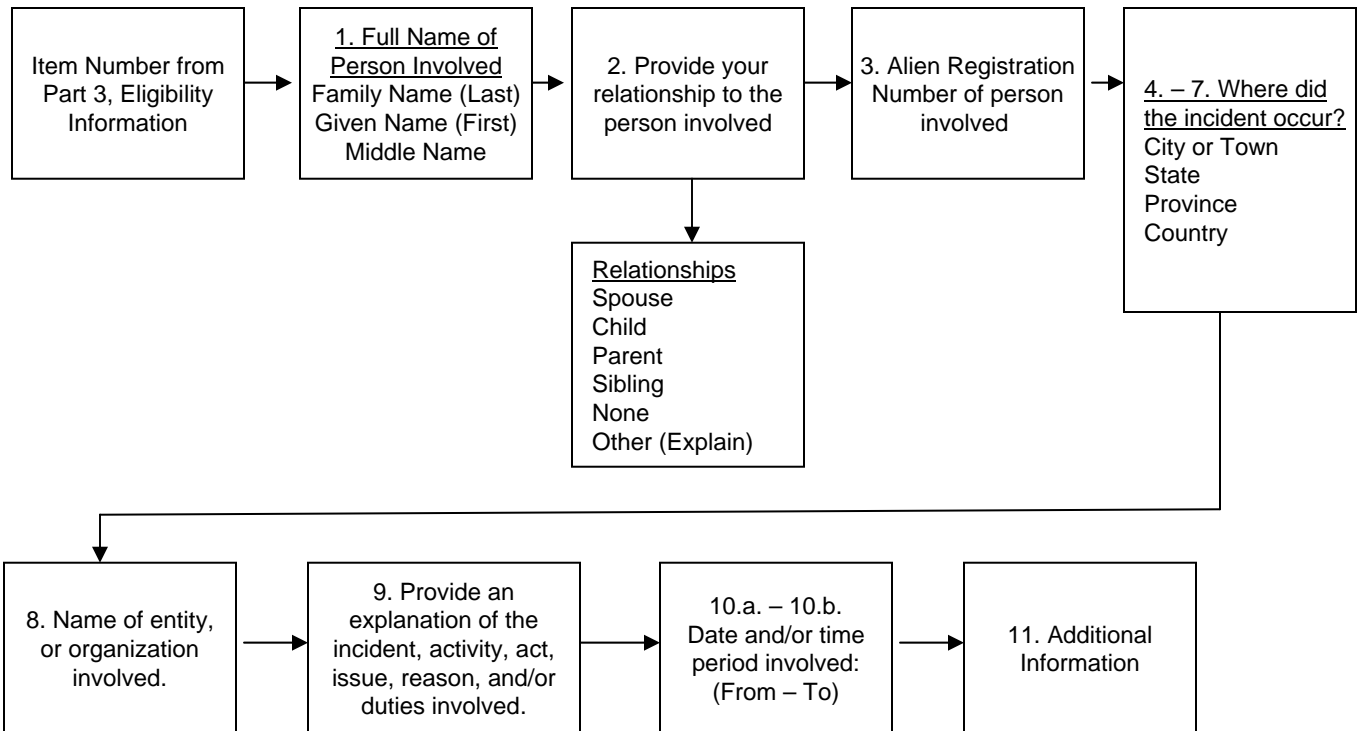 Item Number from
Part 3, Eligibility
Information
1. Full Name of
Person Involved
Family Name (Last)
Given Name (First)
Middle Name
2. Provide your
relationship to the
person involved
3. Alien Registration
Number of person
involved
4. – 7. Where did
the incident occur?
City or Town
State
Province
Country
Relationships
Spouse
Child
Parent
Sibling
None
Other (Explain)
8. Name of entity,
or organization
involved.
9. Provide an
explanation of the
incident, activity, act,
issue, reason, and/or
duties involved.
10.a. – 10.b.
Date and/or time
period involved:
(From – To)
11. Additional
Information